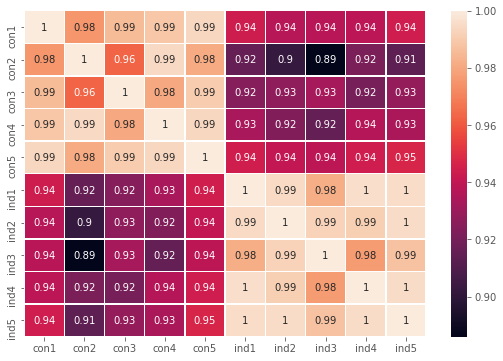 con1 1 0.98 0.99 0.99 0.99 0.94 0.94 0.94 0.94 0.94
con2 0.98 1 0.96 0.99 0.98 0.92 0.9 0.89 0.92 0.91
con3 0.99 0.96 1 0.98 0.99 0.92 0.93 0.93 0.92 0.93
con4 0.99 0.99 0.98 1 0.99 0.93 0.92 0.92 0.94 0.93
con5 0.99 0.98 0.99 0.99 1 0.94 0.94 0.94 0.94 0.95
ind1 0.94 0.92 0.92 0.93 0.94 1 0.99 0.98 1 1
ind2 0.94 0.9 0.93 0.92 0.94 0.99 1 0.99 0.99 1
ind3 0.94 0.89 0.93 0.92 0.94 0.98 0.99 1 0.98 0.99
ind4 0.94 0.92 0.92 0.94 0.94 1 0.99 0.98 1 1
ind5 0.94 0.91 0.93 0.93 0.95 1 1 0.99 1 1
con1 con2 con3 con4 con5 ind1 ind2 ind3 ind4 ind5
1.00
0.98
0.96
0.94
0.92
0.90